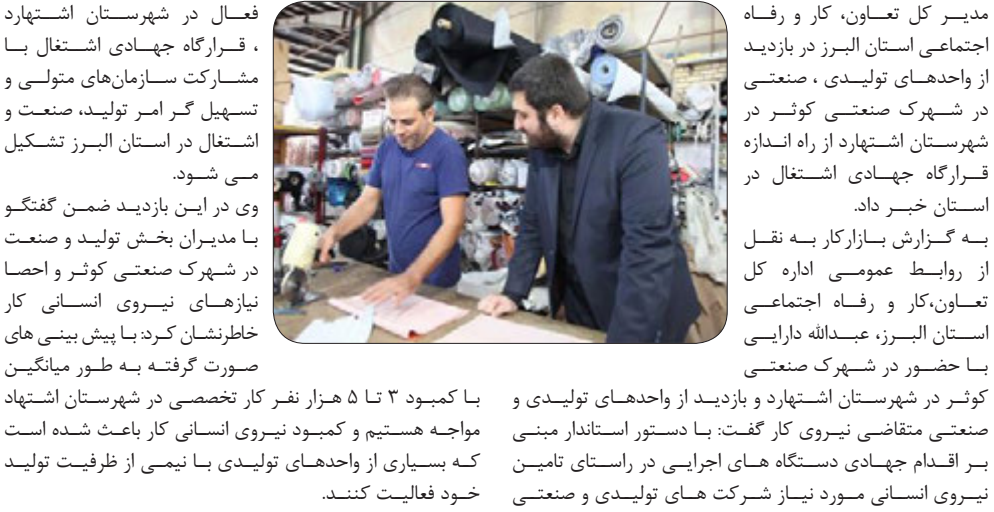 مدیر کل تعاون، کار و رفاه
اجتماعی استان البرز در بازدید
از واحدهای تولیدی ، صنعتی
در شهرک صنعتی کوثر در
شهرستان اشتهارد از راه اندازه
قرارگاه جهادی اشتغال در
استان خبر داد.
به گزارش بازارکار به نقل
از روابط عمومی اداره کل
تعاون،کار و رفاه اجتماعی
استان البرز، عبدالله دارایی
با حضور در شهرک صنعتی
کوثر در شهرستان اشتهارد و بازدید از واحدهای تولیدی و
صنعتی متقاضی نیروی کار گفت: با دستور استاندار مبنی
بر اقدام جهادی دستگاه های اجرایی در راستای تامین
نیروی انسانی مورد نیاز شرکت های تولیدی و صنعتی
فعال در شهرستان اشتهارد
، قرارگاه جهادی اشتغال با
مشارکت سازمان‌های متولی و
تسهیل گر امر تولید، صنعت و
اشتغال در استان البرز تشکیل
می شود.
وی در این بازدید ضمن گفتگو
با مدیران بخش تولید و صنعت
در شهرک صنعتی کوثر و احصا
نیازهای نیروی انسانی کار
خاطرنشان کرد: با پیش بینی های
صورت گرفته به طور میانگین
با کمبود ۳ تا ۵ هزار نفر کار تخصصی در شهرستان اشتهاد
مواجه هستیم و کمبود نیروی انسانی کار باعث شده است
که بسیاری از واحدهای تولیدی با نیمی از ظرفیت تولید
خود فعالیت کنند.